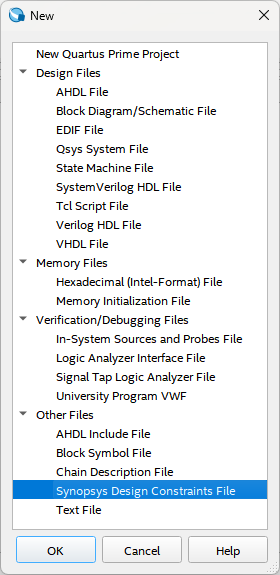 New
New Quartus Prime Project
Design Files
AHDL File
Block Diagram/Schematic File
EDIF File
Qsys System File
State Machine File
SystemVerilog HDL File
Tcl Script File
Verilog HDL File
VHDL File
Memory Files
Hexadecimal (Intel-Format) File
Memory Initialization File
Verification/Debugging Files
In-System Sources and Probes File
Logic Analyzer Interface File
Signal Tap Logic Analyzer File
University Program VWF
Other Files
AHDL Include File
Block Symbol File
Chain Description File
Synopsys Design Constraints File
Text File
OK Cancel Help